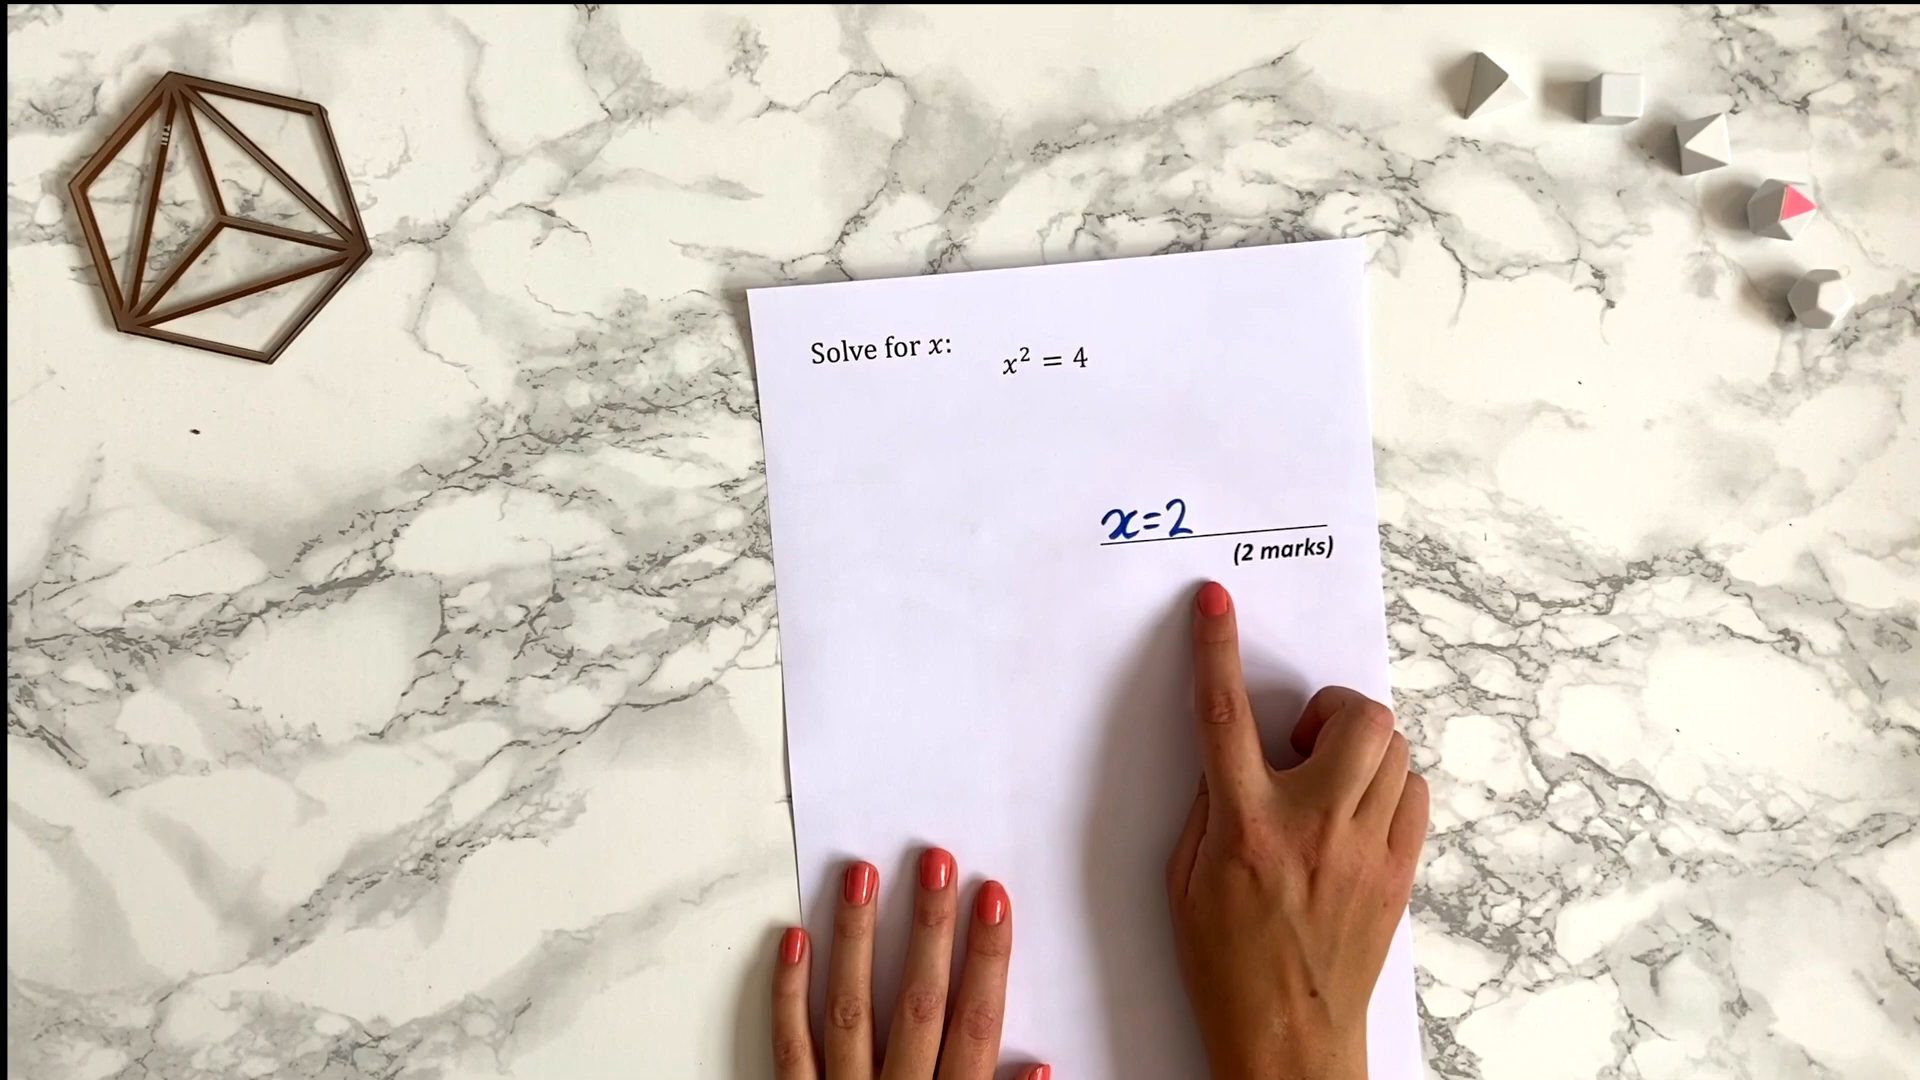 Solve for x:
x² = 4
x=2
(2 marks)